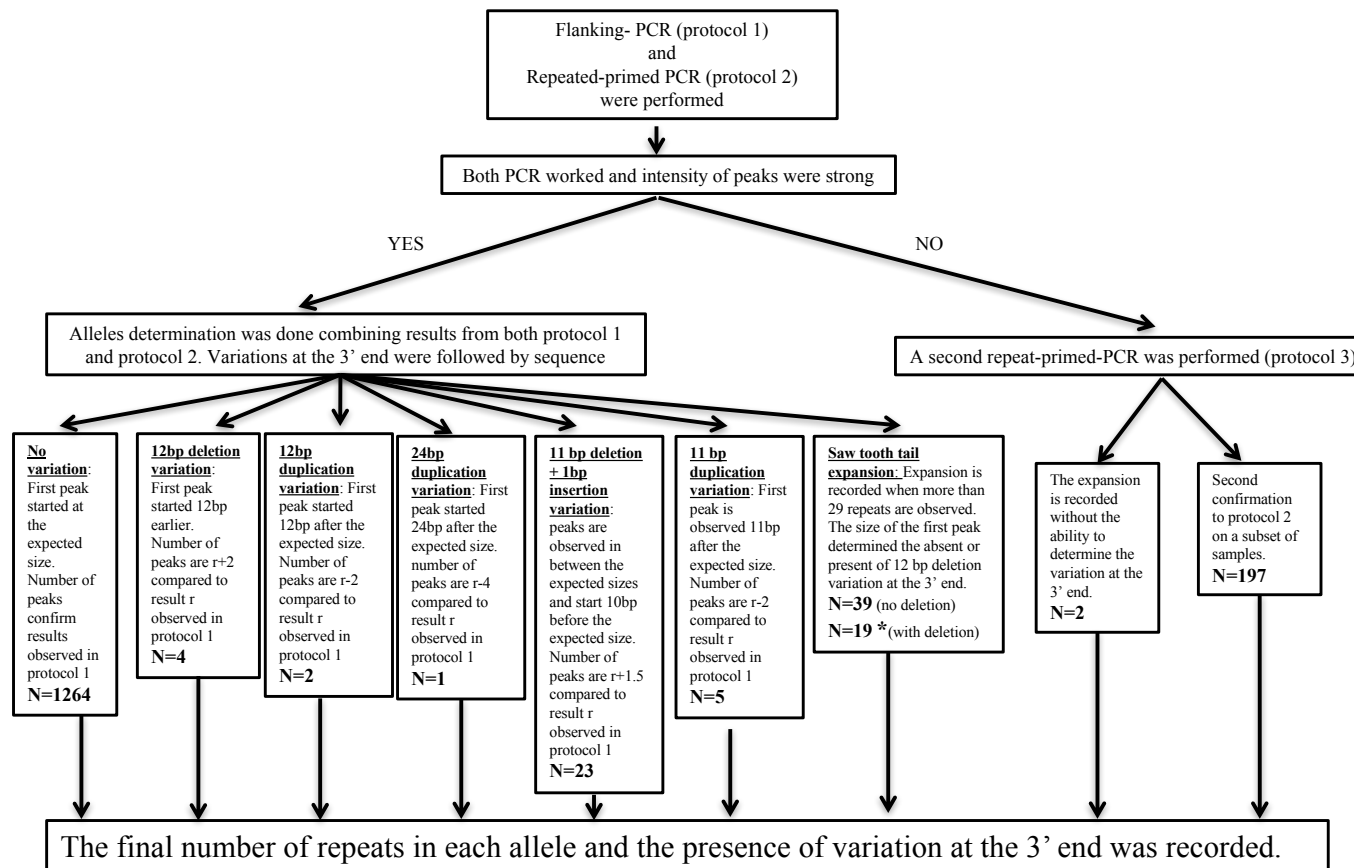 Flanking- PCR (protocol 1)
and
Repeated-primed PCR (protocol 2)
were performed
Both PCR worked and intensity of peaks were strong
YES
NO
Alleles determination was done combining results from both protocol 1
and protocol 2. Variations at the 3’ end were followed by sequence
A second repeat-primed-PCR was performed (protocol 3)
No
variation:
First peak
started at
the
expected
size.
Number of
peaks
confirm
results
observed in
protocol 1
N=1264
12bp deletion
variation:
First peak
started 12bp
earlier.
Number of
peaks are r+2
compared to
result r
observed in
protocol 1
N=4
12bp
duplication
variation: First
peak started
12bp after the
expected size.
Number of
peaks are r-2
compared to
result r
observed in
protocol 1
N=2
24bp
duplication
variation: First
peak started
24bp after the
expected size.
number of
peaks are r-4
compared to
result r
observed in
protocol 1
N=1
11 bp deletion
+ 1bp
insertion
variation:
peaks are
observed in
between the
expected sizes
and start 10bp
before the
expected size.
Number of
peaks are r+1.5
compared to
result r
observed in
protocol 1
N=23
11 bp
duplication
variation: First
peak is
observed 11bp
after the
expected size.
Number of
peaks are r-2
compared to
result r
observed in
protocol 1
N=5
Saw tooth tail
expansion: Expansion is
recorded when more than
29 repeats are observed.
The size of the first peak
determined the absent or
present of 12 bp deletion
variation at the 3’ end.
N=39 (no deletion)
N=19 * (with deletion)
The expansion
is recorded
without the
ability to
determine the
variation at the
3’ end.
N=2
Second
confirmation
to protocol 2
on a subset of
samples.
N=197
The final number of repeats in each allele and the presence of variation at the 3’ end was recorded.